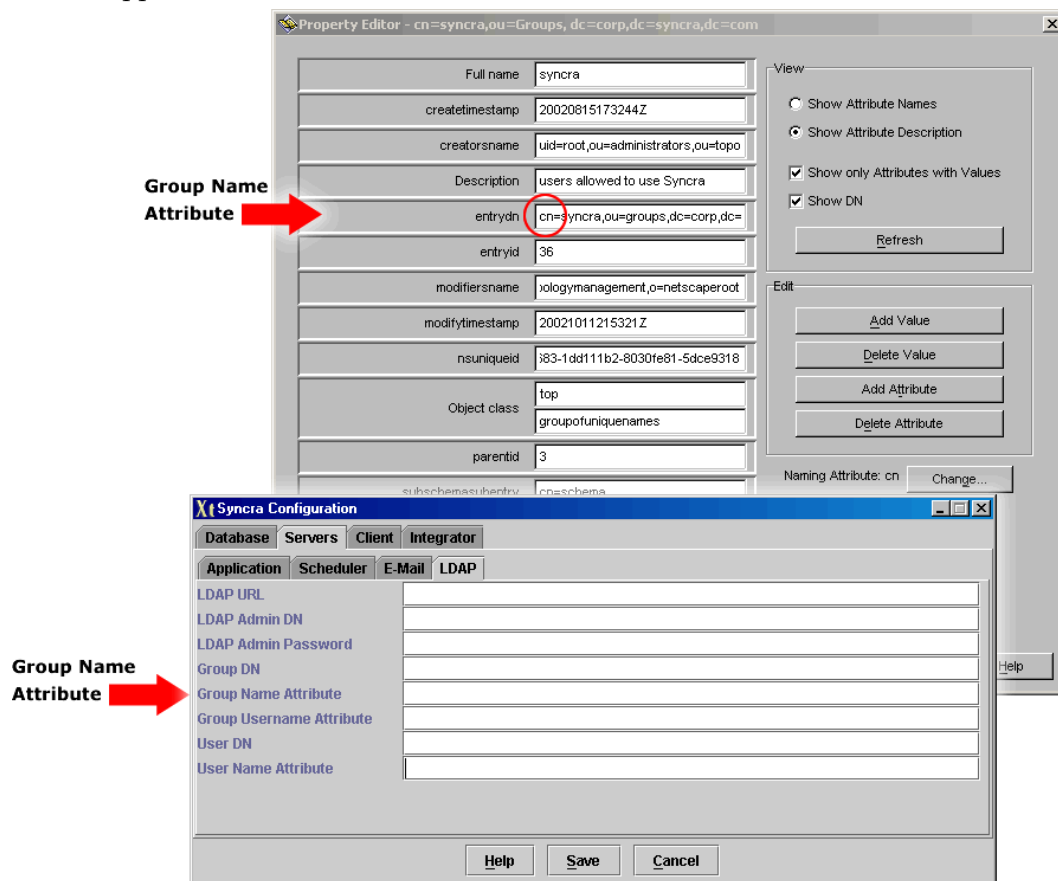 Property Editor - cn=syncra,ou=Groups, dc=corp,dc=syncra,dc=com
Full name syncra
createtimestamp 20020815173244Z
creatorsname uid=root,ou=administrators,ou=topo
Description users allowed to use Syncra
Group Name
Attribute
entrydn cn=syncra,ou=groups,dc=corp,dc=
entryid 36
modifiersname ologymanagement,o=netscaperoot
modifytimestamp 20021011215321Z
nsuniqueid 83-1dd111b2-8030fe81-5dce9318
Object class top
groupofuniquenames
parentid 3
subschemasubentry cn=schema
View
Show Attribute Names
Show Attribute Description
Show only Attributes with Values
Show DN
Refresh
Edit
Add Value
Delete Value
Add Attribute
Delete Attribute
Naming Attribute: cn Change...
Help
Syncra Configuration
Database Servers Client Integrator
Application Scheduler E-Mail LDAP
LDAP URL
LDAP Admin DN
LDAP Admin Password
Group DN
Group Name
Attribute
Group Name Attribute
Group Username Attribute
User DN
User Name Attribute
Help Save Cancel